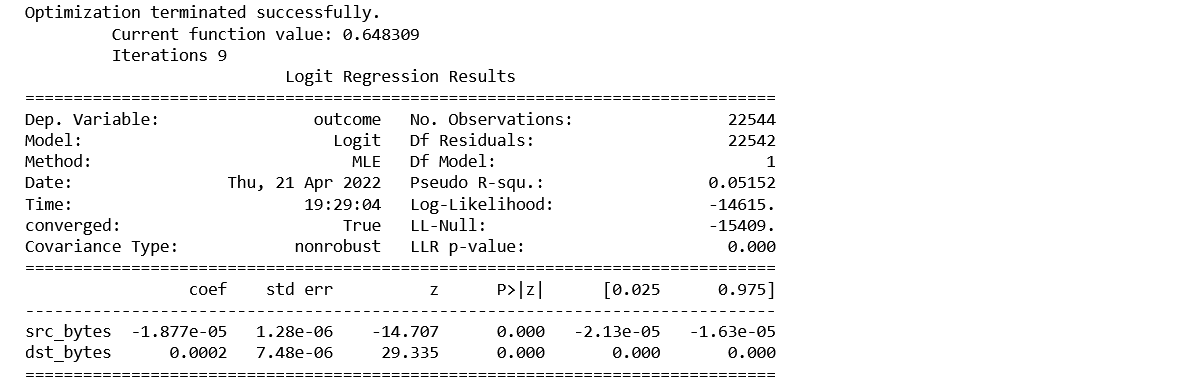 Optimization terminated successfully.
         Current function value: 0.648309
         Iterations 9
                           Logit Regression Results
==============================================================================
Dep. Variable:                outcome   No. Observations:                22544
Model:                          Logit   Df Residuals:                    22542
Method:                           MLE   Df Model:                            1
Date:                Thu, 21 Apr 2022   Pseudo R-squ.:                 0.05152
Time:                        19:29:04   Log-Likelihood:                -14615.
converged:                       True   LL-Null:                       -15409.
Covariance Type:            nonrobust   LLR p-value:                     0.000
==============================================================================
                 coef    std err          z      P>|z|      [0.025      0.975]
------------------------------------------------------------------------------
src_bytes  -1.877e-05   1.28e-06    -14.707      0.000   -2.13e-05   -1.63e-05
dst_bytes      0.0002   7.48e-06     29.335      0.000       0.000       0.000
==============================================================================